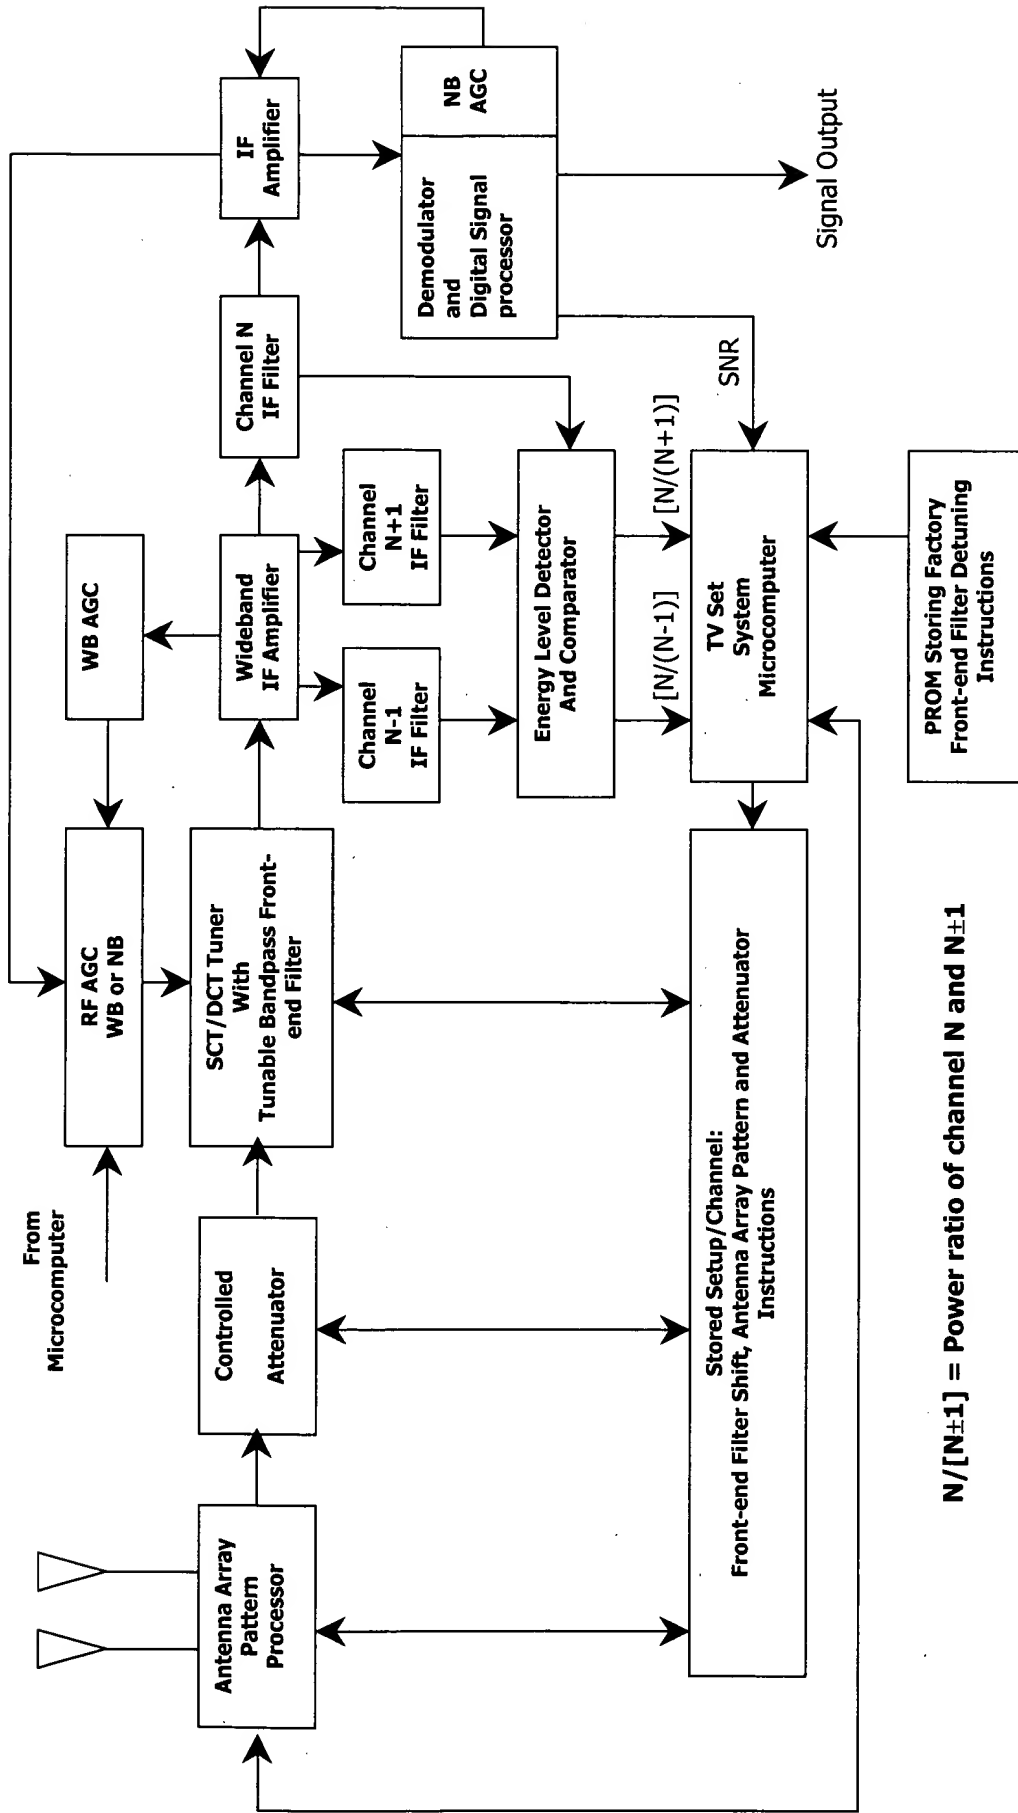 From
Microcomputer
RF AGC
WB or NB
WB AGC
Antenna Array
Pattern
Processor
Controlled
Attenuator
SCT/DCT Tuner
With
Tunable Bandpass Front-
end Filter
Wideband
IF Amplifier
Channel N
IF Filter
IF
Amplifier
Channel
N-1
IF Filter
Channel
N+1
IF Filter
Demodulator
and
Digital Signal
processor
NB
AGC
Energy Level Detector
And Comparator
[N/(N-1)]
[N/(N+1)]
SNR
Signal Output
Stored Setup/Channel:
Front-end Filter Shift, Antenna Array Pattern and Attenuator
Instructions
TV Set
System
Microcomputer
PROM Storing Factory
Front-end Filter Detuning
Instructions
N/[N±1] = Power ratio of channel N and N±1